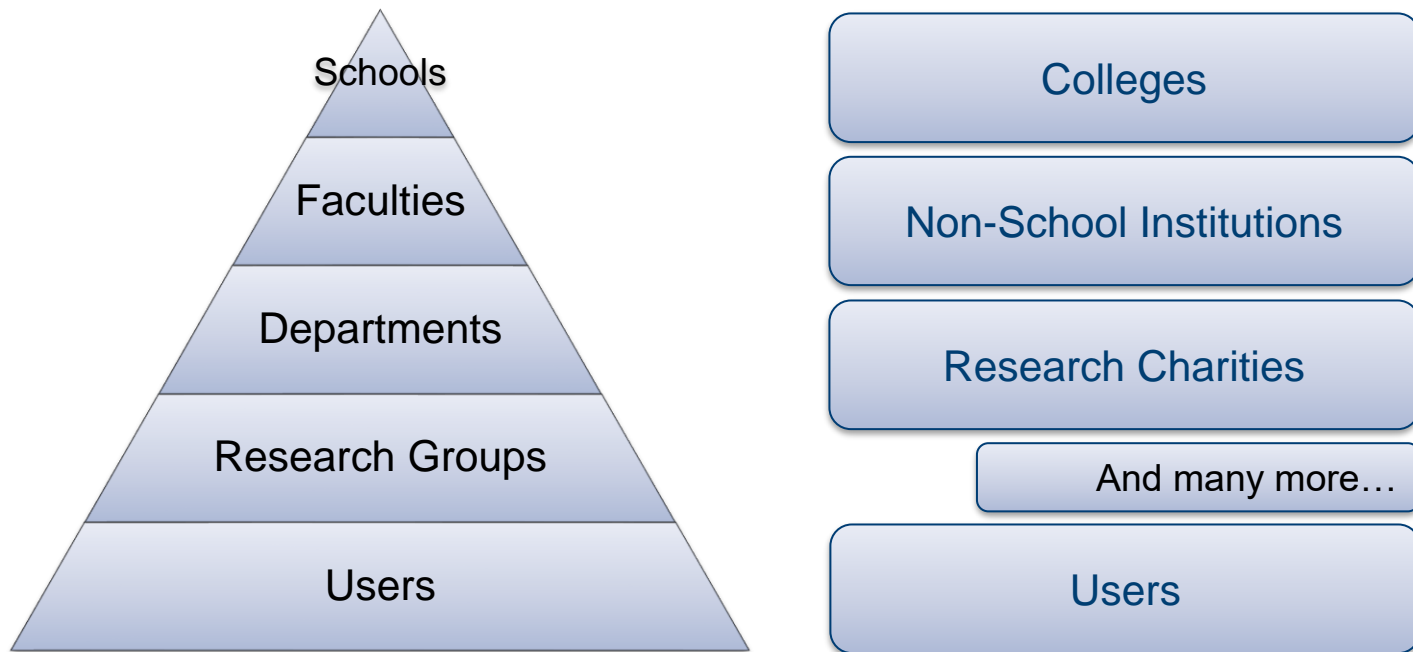 Schools
Faculties
Departments
Research Groups
Users
Colleges
Non-School Institutions
Research Charities
And many more…
Users